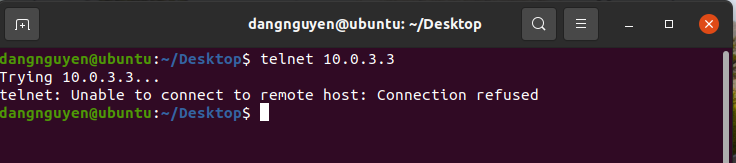 dangnguyen@ubuntu: ~/Desktop
dangnguyen@ubuntu:~/Desktop$ telnet 10.0.3.3
Trying 10.0.3.3...
telnet: Unable to connect to remote host: Connection refused
dangnguyen@ubuntu:~/Desktop$